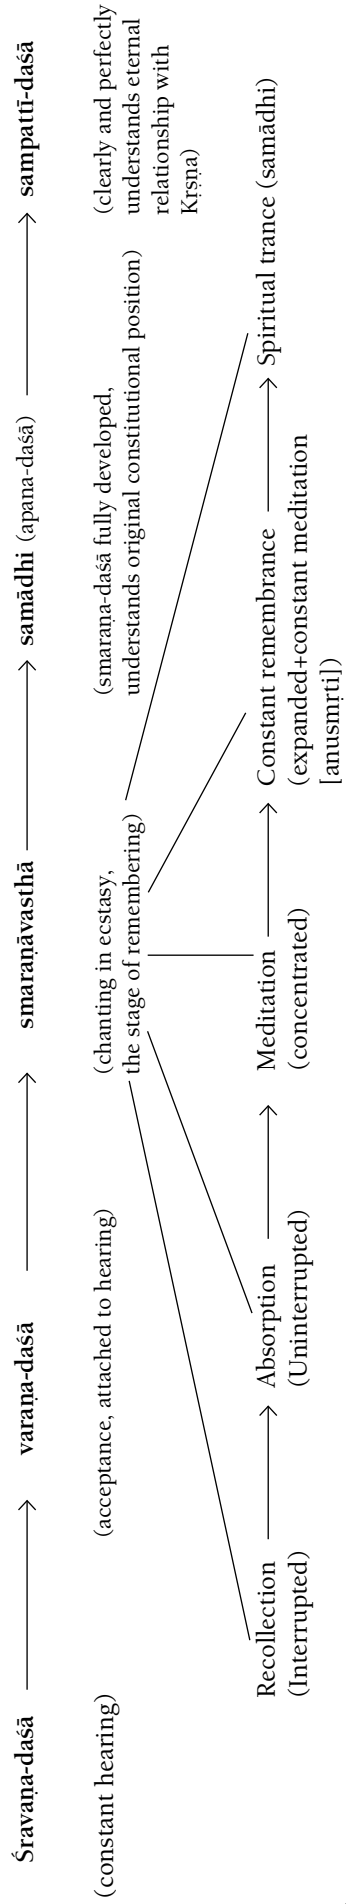 Śravaṇa-daśā
varaṇa-daśā
smaraṇāvasthā
samādhi (apana-daśā)
sampattī-daśā
(constant hearing)
(acceptance, attached to hearing)
(chanting in ecstasy,
the stage of remembering)
(smaraṇa-daśā fully developed,
understands original constitutional position)
(clearly and perfectly
understands eternal
relationship with
Kṛṣṇa)
Recollection
(Interrupted)
Absorption
(Uninterrupted)
Meditation
(concentrated)
Constant remembrance
(expanded+constant meditation
[anusmṛti])
Spiritual trance (samādhi)